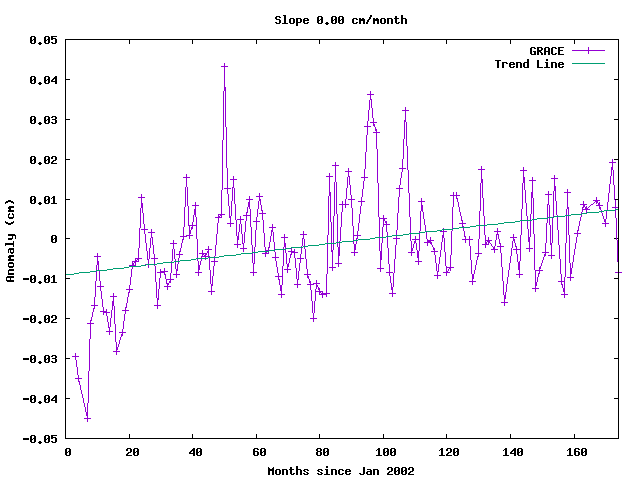 Slope 0.00 cm/month
GRACE
Trend Line
Anomaly (cm)
0.05
0.04
0.03
0.02
0.01
0
-0.01
-0.02
-0.03
-0.04
-0.05
0 20 40 60 80 100 120 140 160
Months since Jan 2002